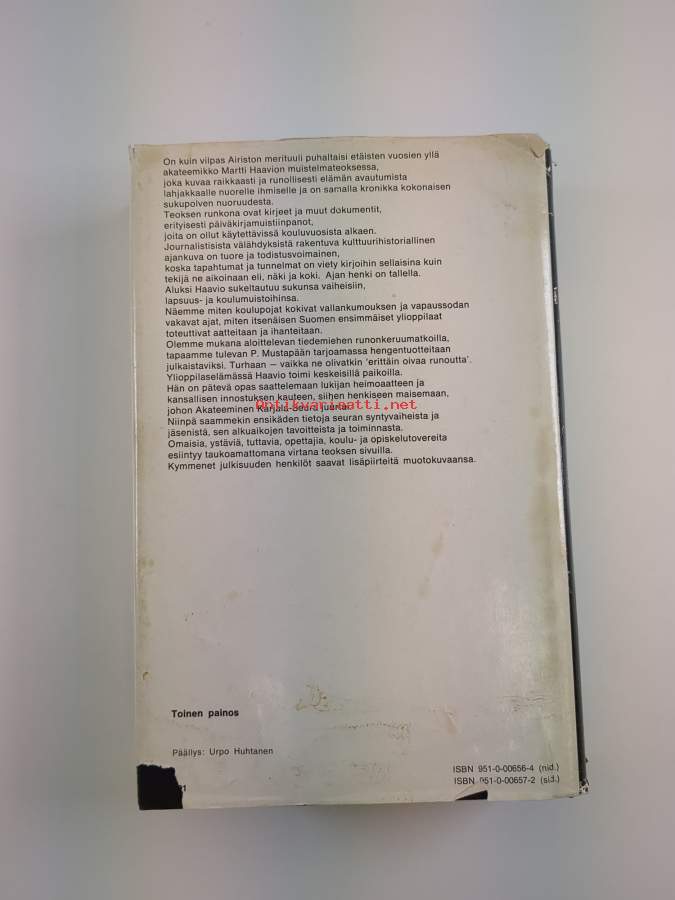 On kuin vilpas Airiston merituuli puhaltaisi etäisten vuosien yllä
akateemikko Martti Haavion muistelmateoksessa,
joka kuvaa raikkaasti ja runollisesti elämän avautumista
lahjakkaalle nuorelle ihmiselle ja on samalla kronikka kokonaisen
sukupolven nuoruudesta.
Teoksen runkona ovat kirjeet ja muut dokumentit,
erityisesti päiväkirjamuistiinpanot,
joita on ollut käytettävissä kouluvuosista alkaen.
Journalistisista välähdyksistä rakentuva kulttuurihistoriallinen
ajankuva on tuore ja todistusvoimainen,
koska tapahtumat ja tunnelmat on viety kirjoihin sellaisina kuin
tekijä ne aikoinaan eli, näki ja koki. Ajan henki on tallella.
Aluksi Haavio sukeltautuu sukunsa vaiheisiin,
lapsuus- ja koulumuistoihinsa.
Näemme miten koulupojat kokivat vallankumouksen ja vapaussodan
vakavat ajat, miten itsenäisen Suomen ensimmäiset ylioppilaat
toteuttivat aatteitaan ja ihanteitaan.
Olemme mukana aloittelevan tiedemiehen runonkeruumatkoilla,
tapaamme tulevan P. Mustapään tarjoamassa hengentuotteitaan
julkaistaviksi. Turhaan – vaikka ne olivatkin 'erittäin oivaa runoutta'.
Ylioppilaselämässä Haavio toimi keskeisillä paikoilla.
Hän on pätevä opas saattelemaan lukijan heimoaatteen ja
kansallisen innostuksen kauteen, siihen henkiseen maisemaan,
johon Akateeminen Karjala-Seura juurtui.
Antikvariaatti.net
Niinpä saammekin ensikäden tietoja seuran syntyvaiheista ja
jäsenistä, sen alkuaikojen tavoitteista ja toiminnasta.
Omaisia, ystäviä, tuttavia, opettajia, koulu- ja opiskelutovereita
esiintyy taukoamattomana virtana teoksen sivuilla.
Kymmenet julkisuuden henkilöt saavat lisäpiirteitä muotokuvaansa.
Toinen painos
Päällys: Urpo Huhtanen
ISBN 951-0-00656-4 (nid.)
ISBN 951-0-00657-2 (sid.)